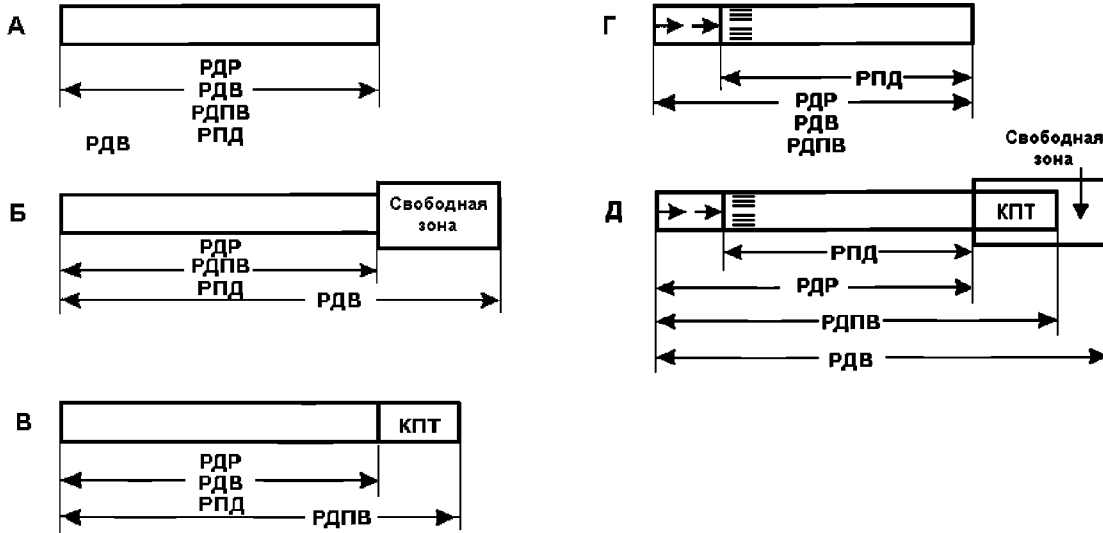 А
РДР
РДВ
РДПВ
РПД
РДВ
Б
Свободная
зона
РДР
РДПВ
РПД
РДВ
В
КПТ
РДР
РДВ
РПД
РДПВ
Г
РПД
РДР
РДВ
РДПВ
Свободная
зона
Д
КПТ
РПД
РДР
РДПВ
РДВ